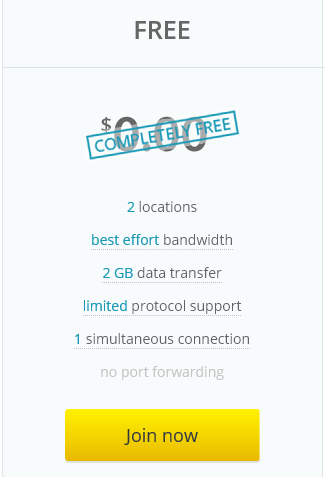 FREE
$0.00
COMPLETELY FREE
2 locations
best effort bandwidth
2 GB data transfer
limited protocol support
1 simultaneous connection
no port forwarding
Join now